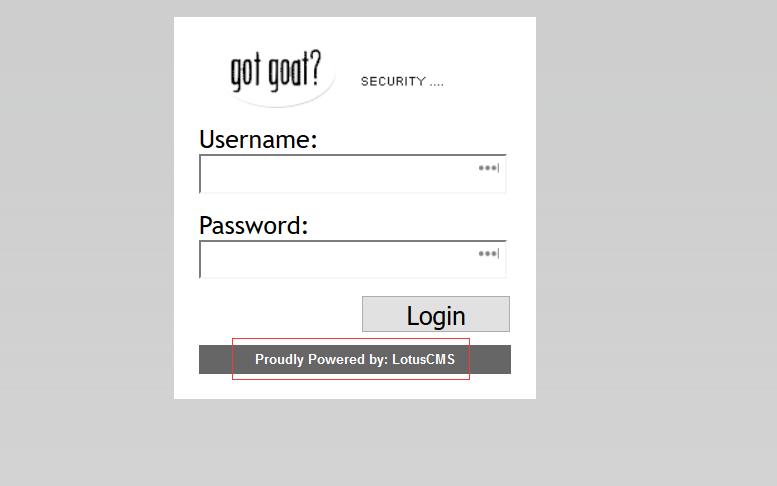 got goat?
SECURITY ....
Username:
Password:
Login
Proudly Powered by: LotusCMS